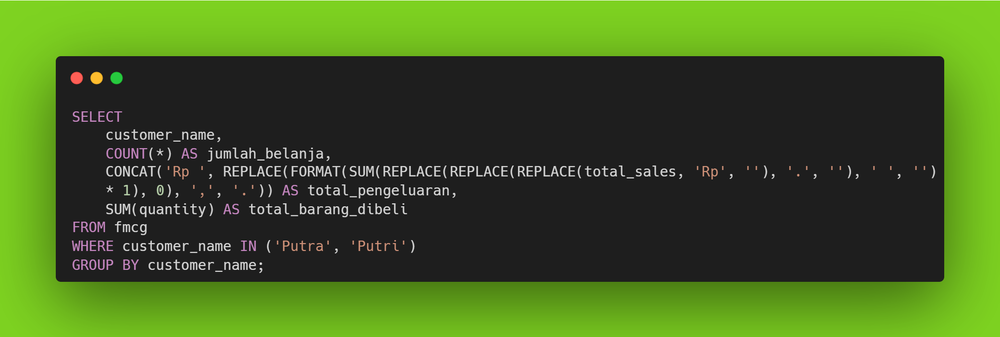 SELECT
    customer_name,
    COUNT(*) AS jumlah_belanja,
    CONCAT('Rp ', REPLACE(FORMAT(SUM(REPLACE(REPLACE(REPLACE(total_sales, 'Rp', ''), '.', ''), ' ', '')
    * 1), 0), ',', '.')) AS total_pengeluaran,
    SUM(quantity) AS total_barang_dibeli
FROM fmcg
WHERE customer_name IN ('Putra', 'Putri')
GROUP BY customer_name;